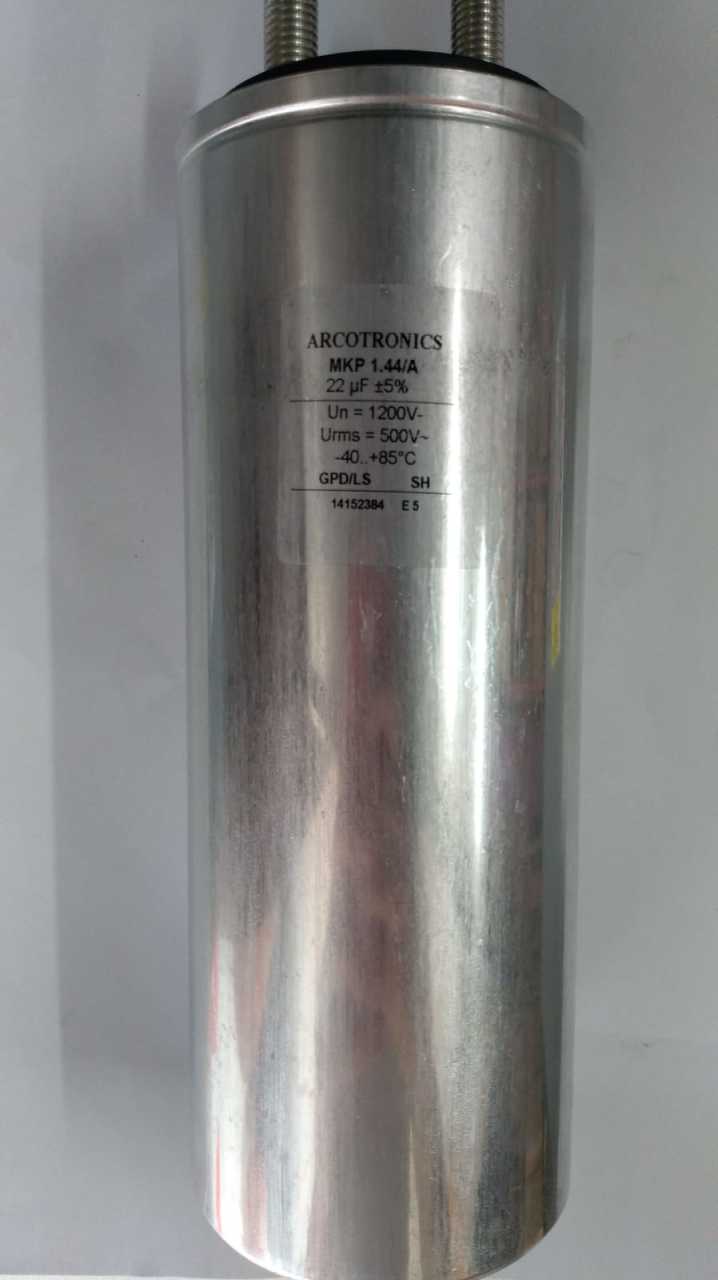 ARCOTRONICS
MKP 1.44/A
22 µF ±5%
Un = 1200V-
Urms = 500V~
-40..+85°C
GPD/LS SH
14152384 E 5